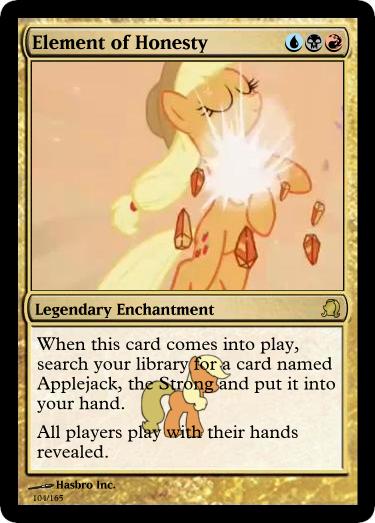 Element of Honesty
Legendary Enchantment
When this card comes into play,
search your library for a card named
Applejack, the Strong and put it into
your hand.
All players play with their hands
revealed.
Hasbro Inc.
104/165